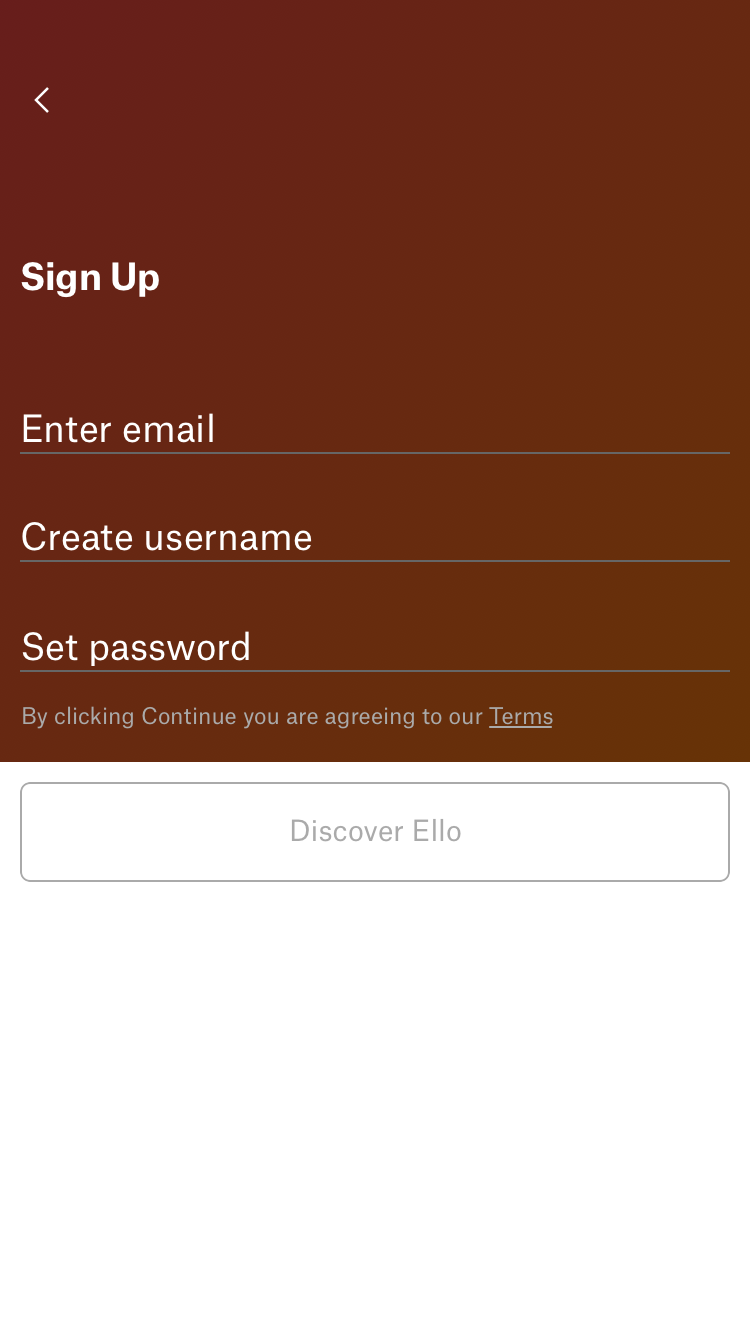 Sign Up
Enter email
Create username
Set password
By clicking Continue you are agreeing to our Terms
Discover Ello